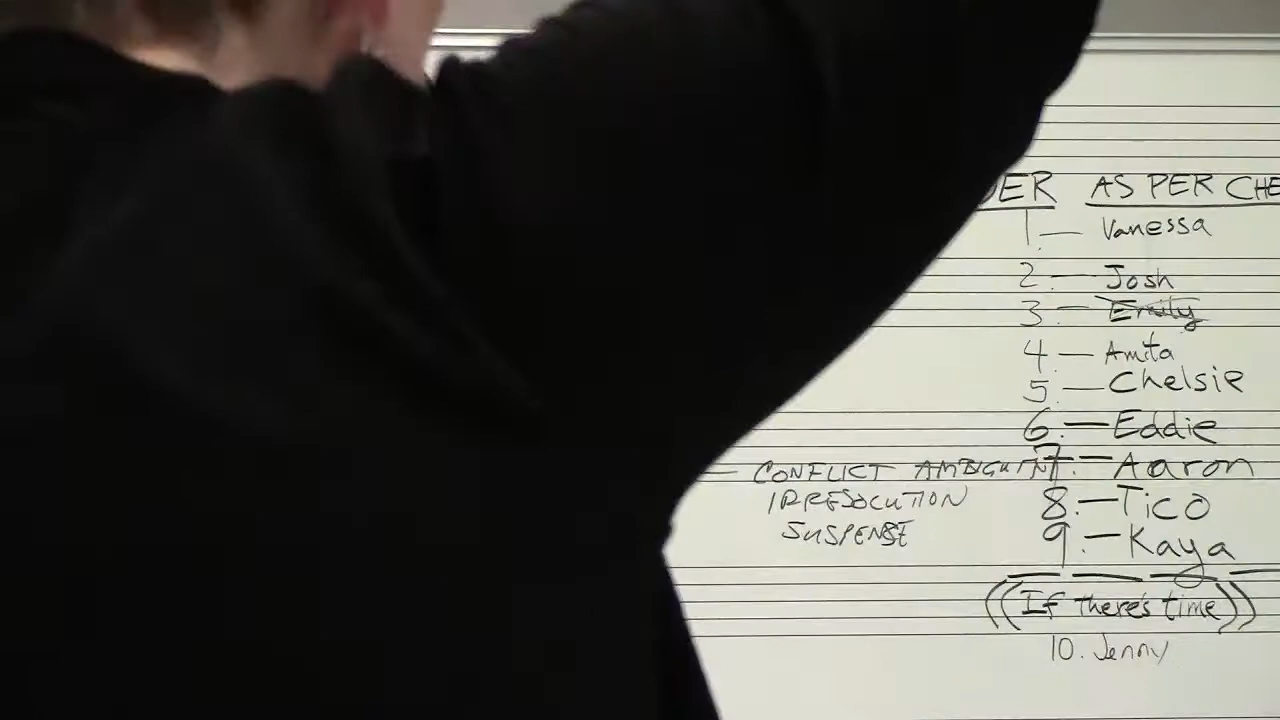 DER AS PER CHE
1. — Vanessa
2. — Josh
3. — Emily
4 — Amita
5. — Chelsie
6. — Eddie
7. — Aaron
8. — Tico
9. — Kaya
((If there's time))
10. Jenny
— CONFLICT AMBIGUITY
IRRESOLUTION
SUSPENSE